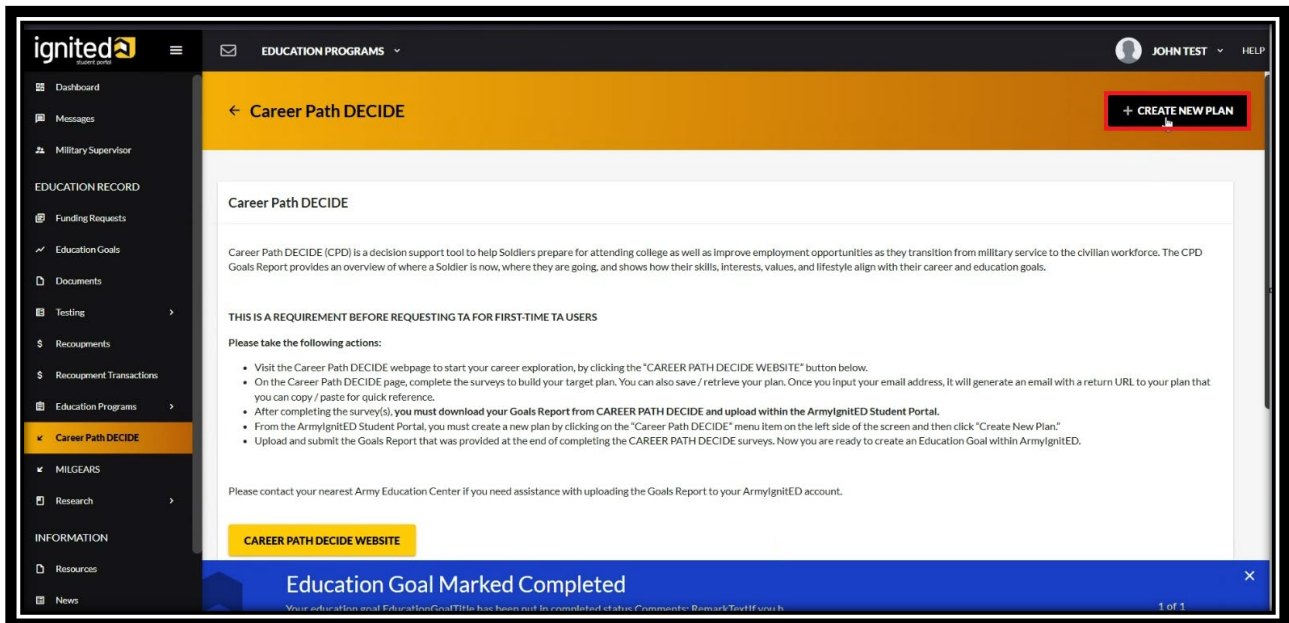 ignited
student portal
EDUCATION PROGRAMS
JOHN TEST
HELP
Dashboard
Messages
Military Supervisor
EDUCATION RECORD
Funding Requests
Education Goals
Documents
Testing
$ Recoupments
$ Recoupment Transactions
Education Programs
Career Path DECIDE
MILGEARS
Research
INFORMATION
Resources
News
← Career Path DECIDE
+ CREATE NEW PLAN
Career Path DECIDE
Career Path DECIDE (CPD) is a decision support tool to help Soldiers prepare for attending college as well as improve employment opportunities as they transition from military service to the civilian workforce. The CPD
Goals Report provides an overview of where a Soldier is now, where they are going, and shows how their skills, interests, values, and lifestyle align with their career and education goals.
THIS IS A REQUIREMENT BEFORE REQUESTING TA FOR FIRST-TIME TA USERS
Please take the following actions:
• Visit the Career Path DECIDE webpage to start your career exploration, by clicking the "CAREER PATH DECIDE WEBSITE" button below.
• On the Career Path DECIDE page, complete the surveys to build your target plan. You can also save / retrieve your plan. Once you input your email address, it will generate an email with a return URL to your plan that
you can copy / paste for quick reference.
• After completing the survey(s), you must download your Goals Report from CAREER PATH DECIDE and upload within the ArmyIgnitED Student Portal.
• From the ArmyIgnitED Student Portal, you must create a new plan by clicking on the "Career Path DECIDE" menu item on the left side of the screen and then click "Create New Plan."
• Upload and submit the Goals Report that was provided at the end of completing the CAREER PATH DECIDE surveys. Now you are ready to create an Education Goal within ArmyIgnitED.
Please contact your nearest Army Education Center if you need assistance with uploading the Goals Report to your ArmyIgnitED account.
CAREER PATH DECIDE WEBSITE
Education Goal Marked Completed
Your education goal EducationGoalTitle has been put in completed status Comments: RemarkTextIf you h
1 of 1